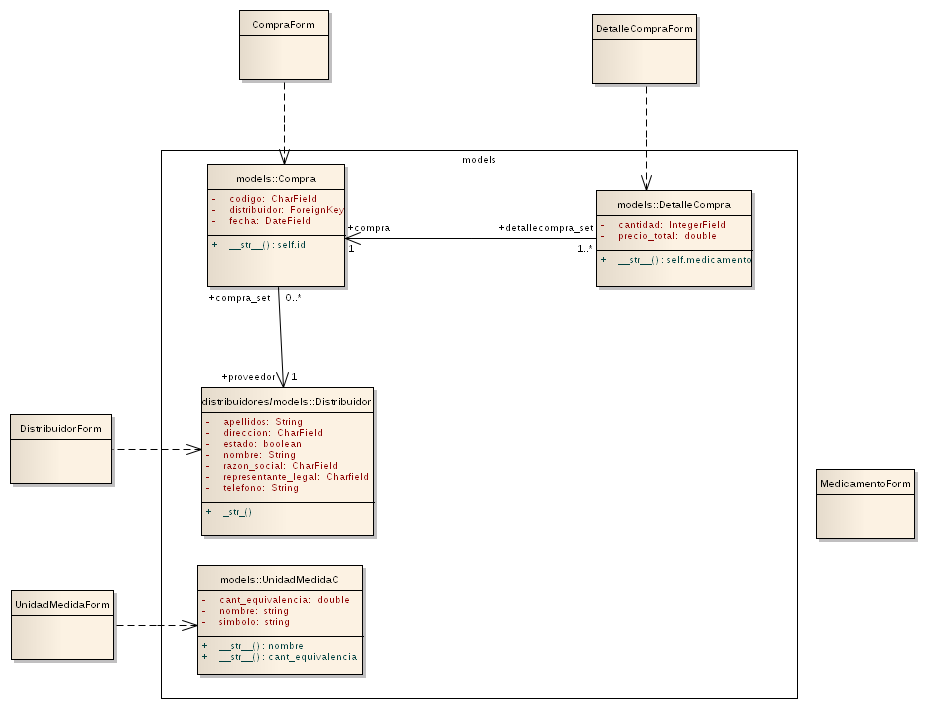 CompraForm
DetalleCompraForm
models
models::Compra
- codigo: CharField
- distribuidor: ForeignKey
- fecha: DateField
+ __str__() : self.id
models::DetalleCompra
- cantidad: IntegerField
- precio_total: double
+ __str__() : self.medicamento
+compra
1
+detallecompra_set
1..*
+compra_set
0..*
+proveedor
1
distribuidores/models::Distribuidor
- apellidos: String
- direccion: CharField
- estado: boolean
- nombre: String
- razon_social: CharField
- representante_legal: Charfield
- telefono: String
+ _str_()
DistribuidorForm
MedicamentoForm
models::UnidadMedidaC
- cant_equivalencia: double
- nombre: string
- simbolo: string
+ __str__() : nombre
+ __str__() : cant_equivalencia
UnidadMedidaForm